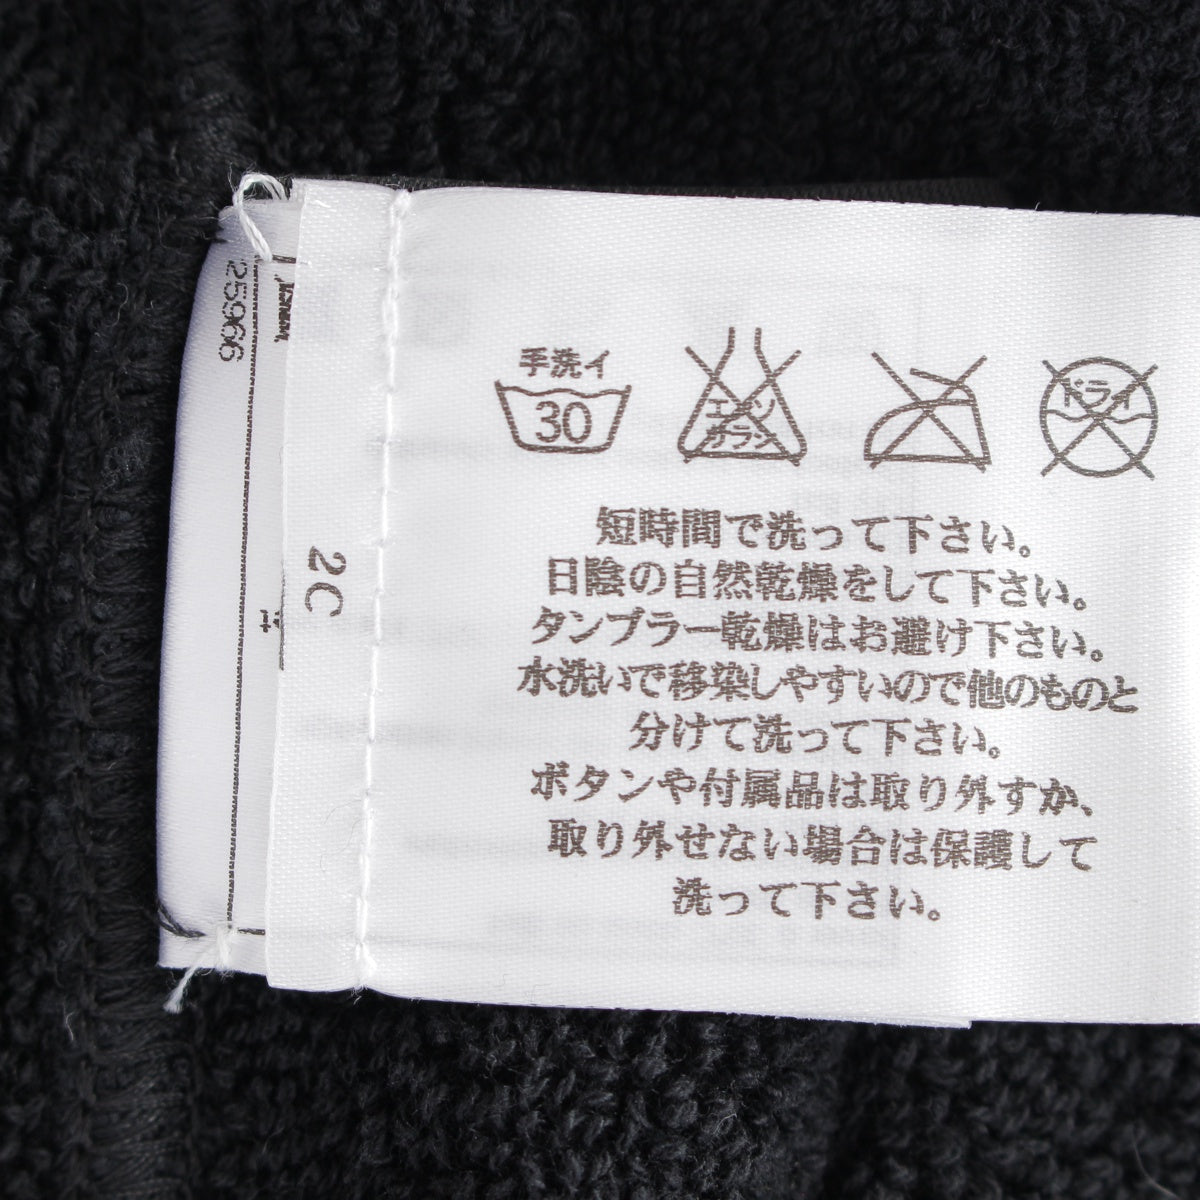 25966
2C
手洗イ
30
エンソ
サラシ
ドライ
短時間で洗って下さい。
日陰の自然乾燥をして下さい。
タンブラー乾燥はお避け下さい。
水洗いで移染しやすいので他のものと
分けて洗って下さい。
ボタンや付属品は取り外すか、
取り外せない場合は保護して
洗って下さい。